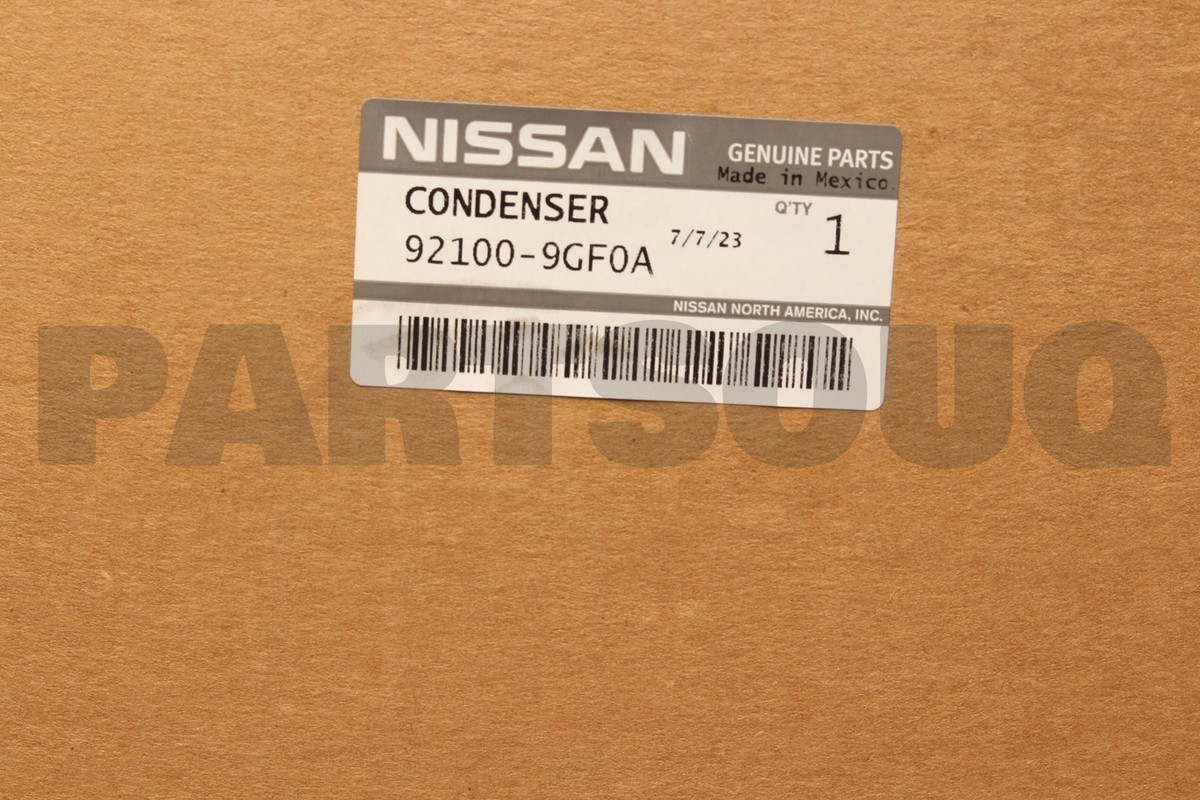 NISSAN
GENUINE PARTS
Made in Mexico
CONDENSER
Q'TY 1
7/7/23
92100-9GF0A
NISSAN NORTH AMERICA, INC.
PARTSOUQ